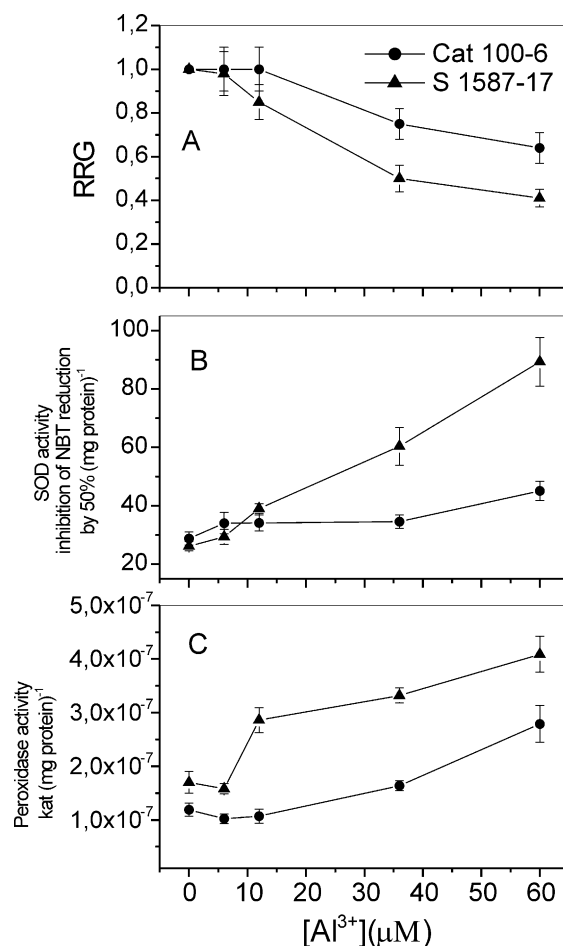 1,2
1,0
0,8
0,6
0,4
0,2
0,0
RRG
A
Cat 100-6
S 1587-17
100
80
60
40
20
SOD activity
inhibition of NBT reduction
by 50% (mg protein)⁻¹
B
5,0x10⁻⁷
4,0x10⁻⁷
3,0x10⁻⁷
2,0x10⁻⁷
1,0x10⁻⁷
Peroxidase activity
kat (mg protein)⁻¹
C
0 10 20 30 40 50 60
[Al³⁺](μM)